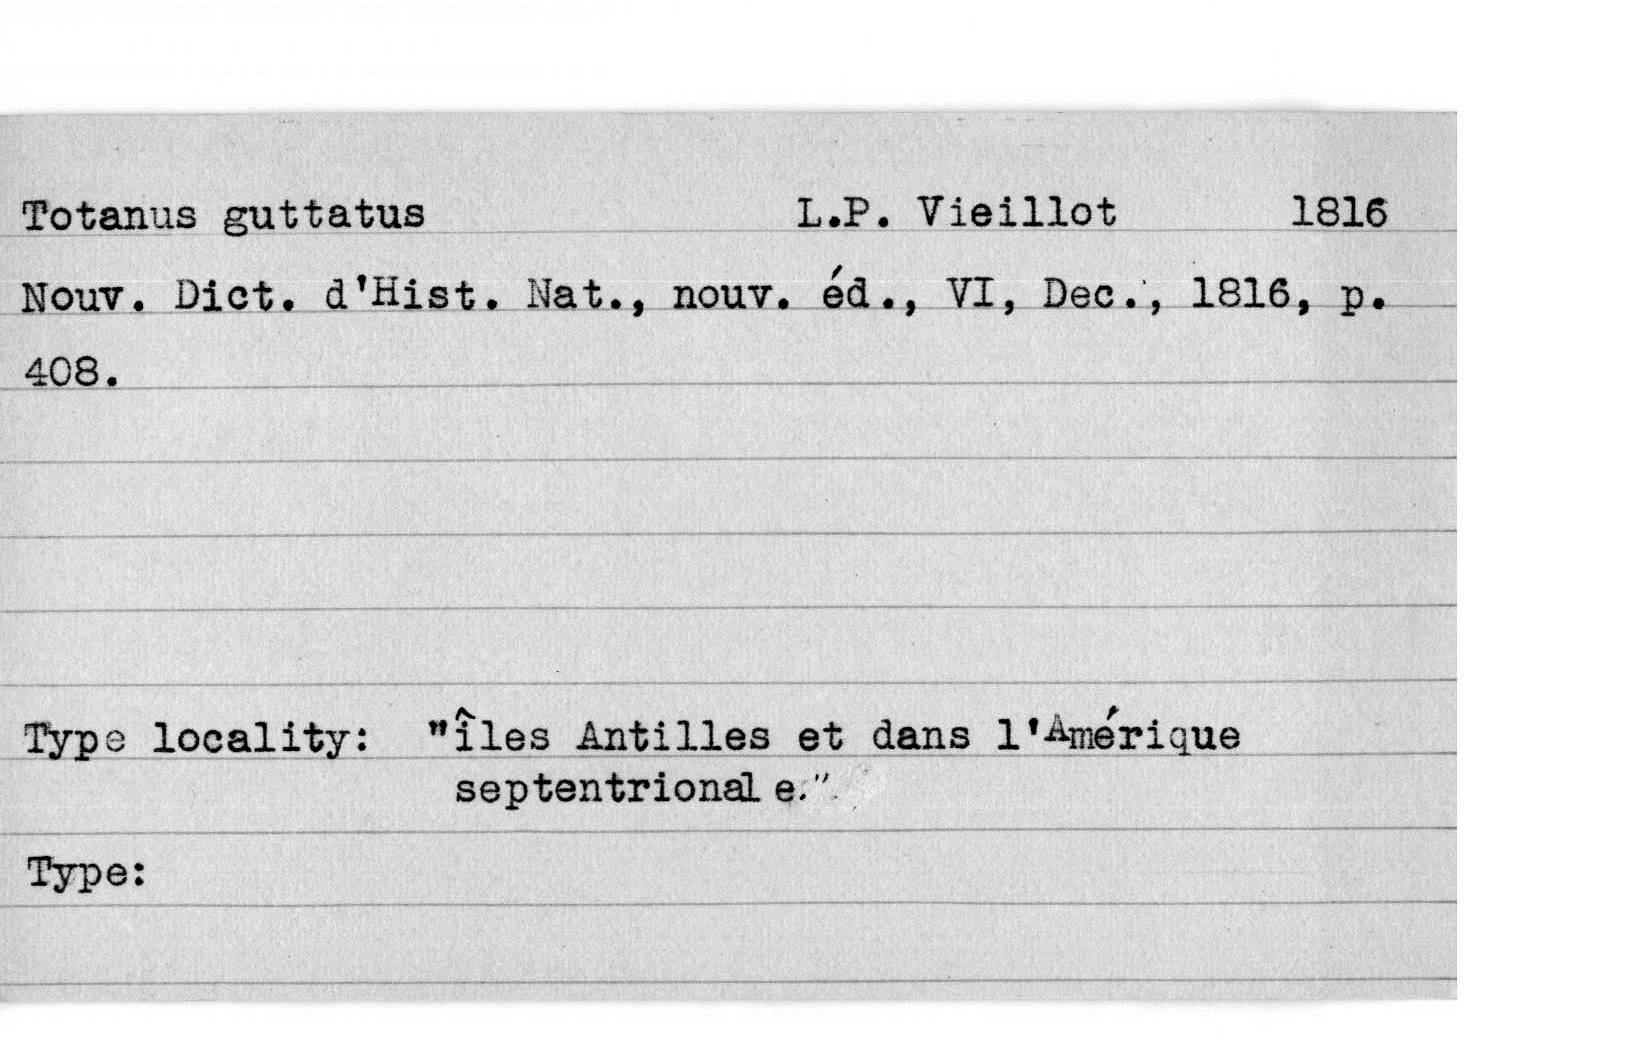 Totanus guttatus L.P. Vieillot 1816
Nouv. Dict. d'Hist. Nat., nouv. éd., VI, Dec., 1816, p.
408.
Type locality: "îles Antilles et dans l'Amérique
septentrionale."
Type: